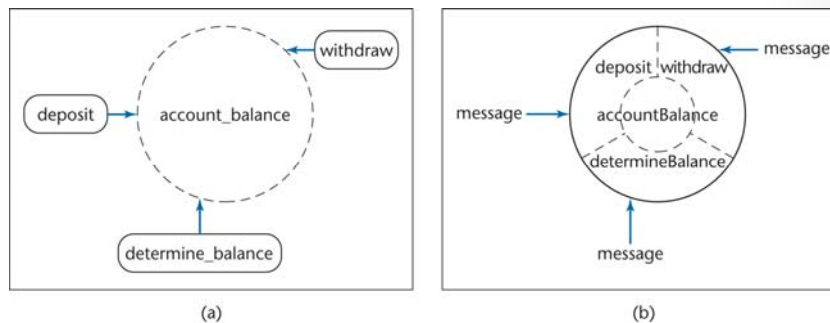 withdraw
deposit
account_balance
determine_balance
(a)
message
deposit
withdraw
message
accountBalance
determineBalance
message
(b)